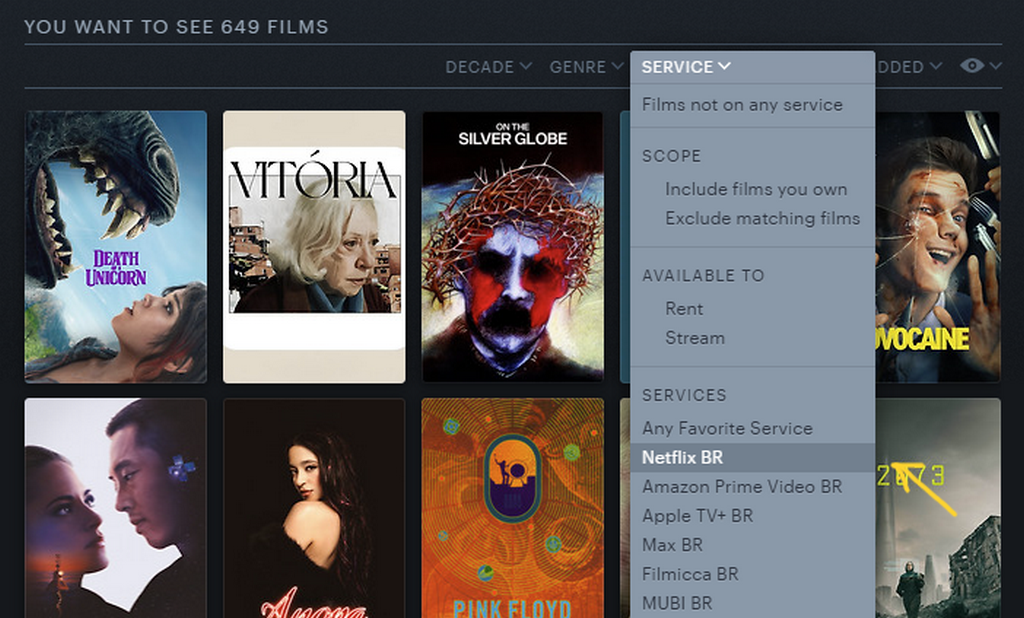 YOU WANT TO SEE 649 FILMS
DECADE GENRE SERVICE DDED
Films not on any service
SCOPE
Include films you own
Exclude matching films
AVAILABLE TO
Rent
Stream
SERVICES
Any Favorite Service
Netflix BR
Amazon Prime Video BR
Apple TV+ BR
Max BR
Filmicca BR
MUBI BR
DEATH
OF A
UNICORN
VITÓRIA
ON THE
SILVER GLOBE
VOCAINE
Anora
PINK FLOYD
2073